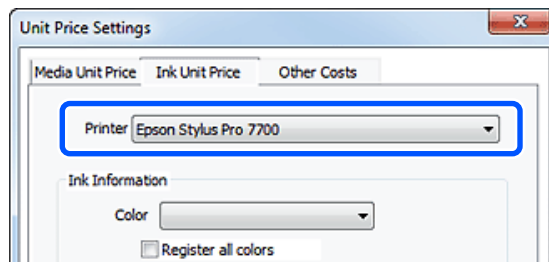 Unit Price Settings
Media Unit Price Ink Unit Price Other Costs
Printer Epson Stylus Pro 7700
Ink Information
Color
Register all colors